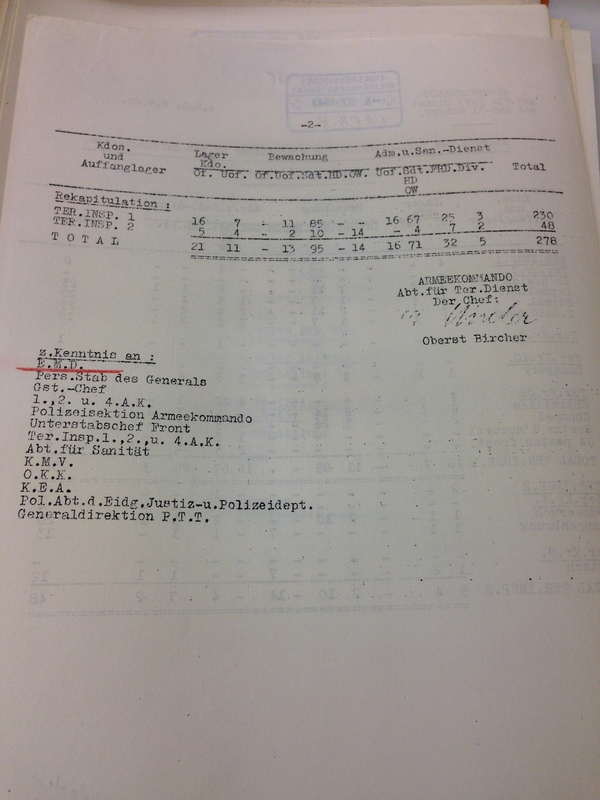 -2-
Kdos. und Auffanglager Lager Kdo. Bewachung Adm.u.San.-Dienst Total
Of. Uof. Of.Uof.Sdt.HD.OW. Uof.Sdt.FHD.Div.
HD
OW
Rekapitulation :
TER.INSP. 1 16 7 - 11 85 - - 16 67 25 3 230
TER.INSP. 2 5 4 - 2 10 - 14 - 4 7 2 48
T O T A L 21 11 - 13 95 - 14 16 71 32 5 278
ARMEEKOMMANDO
Abt.für Ter.Dienst
Der Chef:
Oberst Bircher
z.Kenntnis an :
E.M.D.
Pers.Stab des Generals
Gst.-Chef
1.,2. u. 4.A.K.
Polizeisektion Armeekommando
Unterstabschef Front
Ter.Insp.1.,2.,u. 4.A.K.
Abt.für Sanität
K.M.V.
O.K.K.
K.E.A.
Pol.Abt.d.Eidg.Justiz-u.Polizeidept.
Generaldirektion P.T.T.